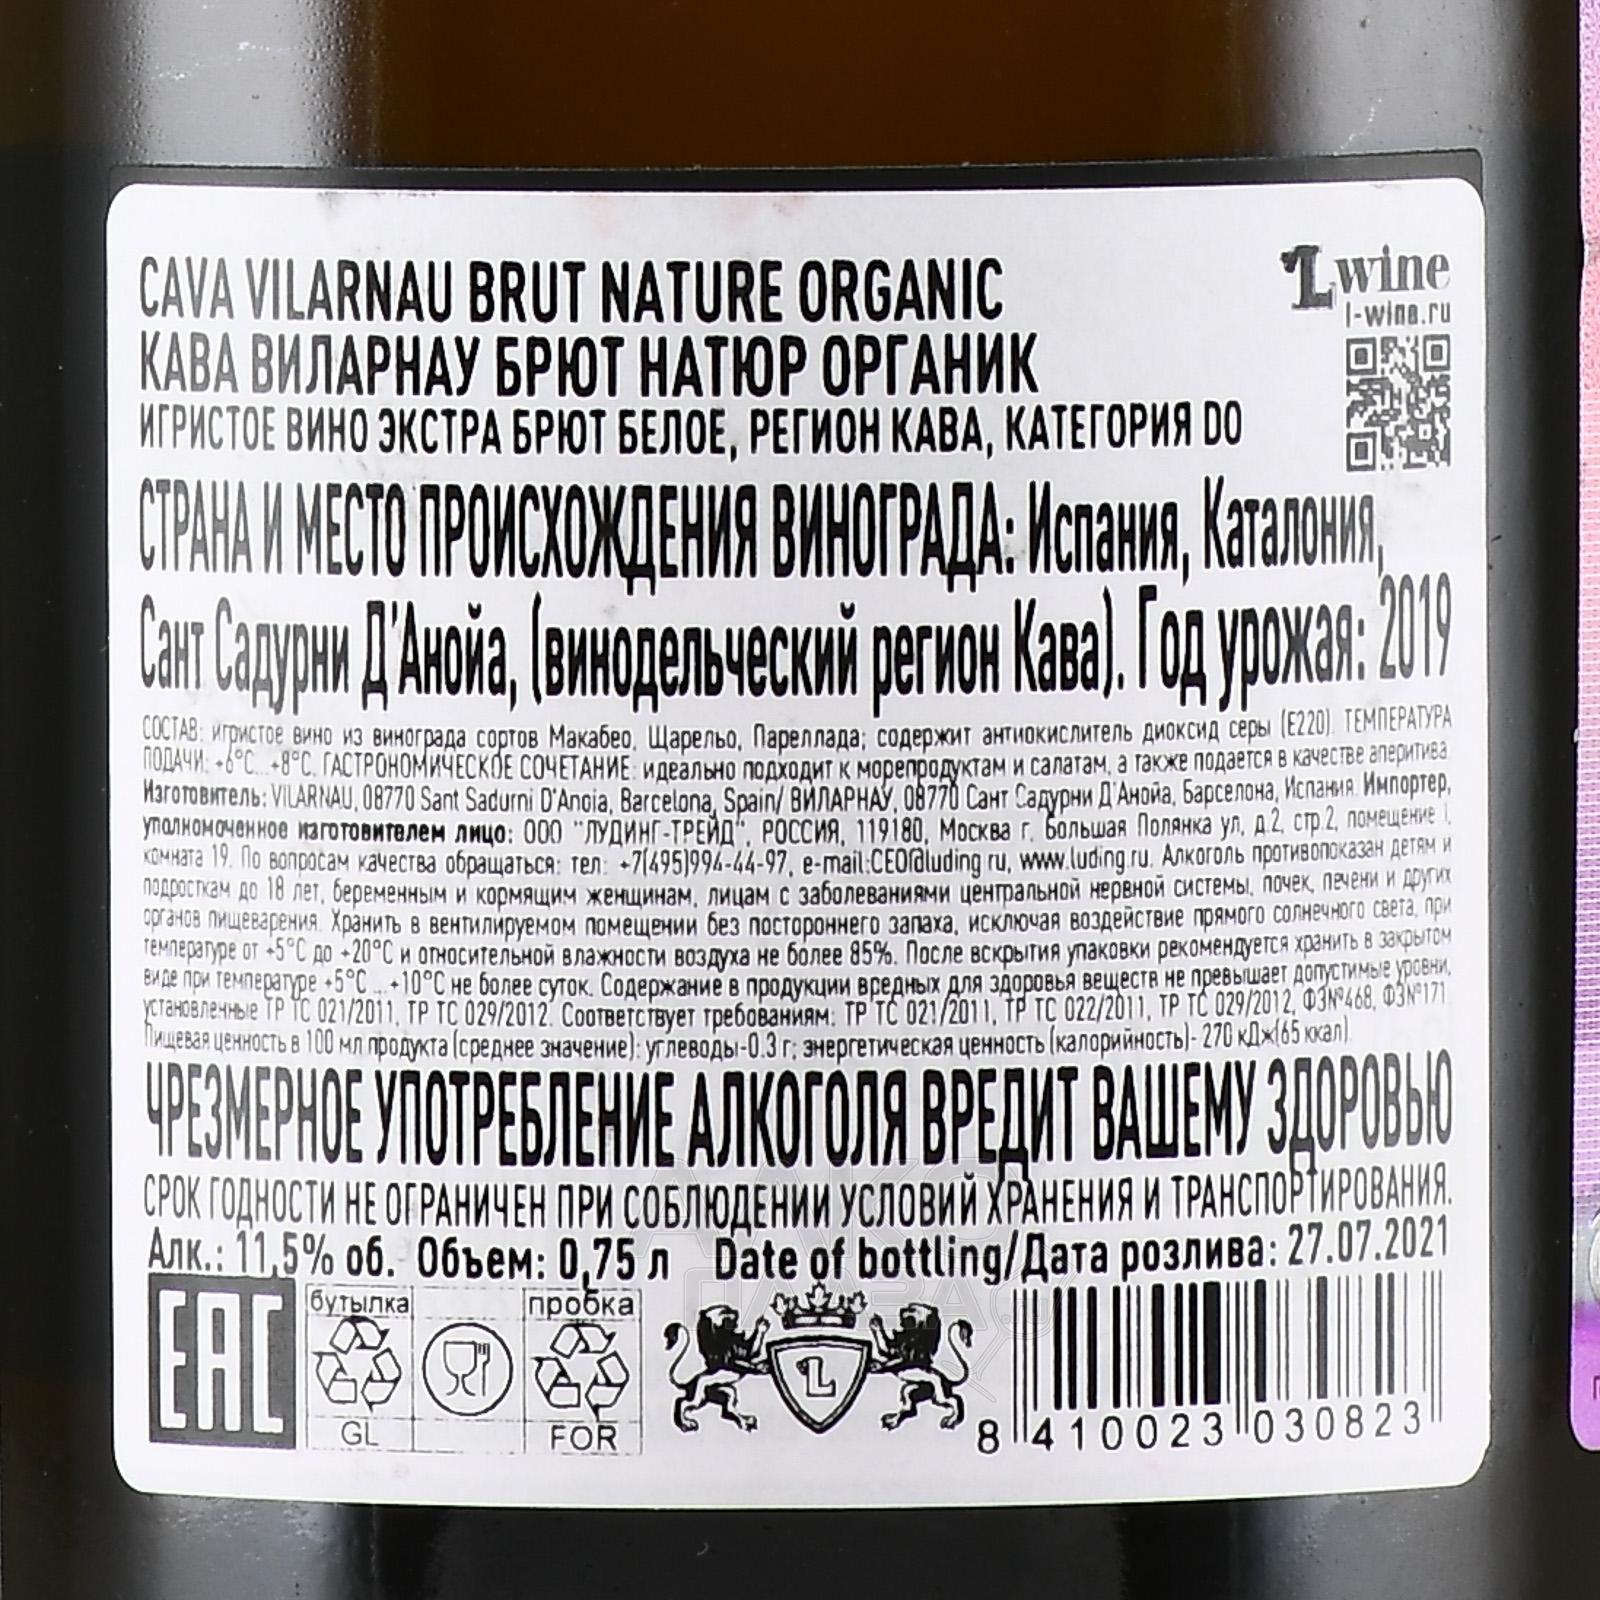 CAVA VILARNAU BRUT NATURE ORGANIC
КАВА ВИЛАРНАУ БРЮТ НАТЮР ОРГАНИК
ИГРИСТОЕ ВИНО ЭКСТРА БРЮТ БЕЛОЕ, РЕГИОН КАВА, КАТЕГОРИЯ DO
L wine
l-wine.ru
СТРАНА И МЕСТО ПРОИСХОЖДЕНИЯ ВИНОГРАДА: Испания, Каталония,
Сант Садурни Д'Анойа, (винодельческий регион Кава). Год урожая: 2019
СОСТАВ: игристое вино из винограда сортов Макабео, Щарельо, Пареллада; содержит антиокислитель диоксид серы (E220). ТЕМПЕРАТУРА
ПОДАЧИ: +6°C...+8°C. ГАСТРОНОМИЧЕСКОЕ СОЧЕТАНИЕ: идеально подходит к морепродуктам и салатам, а также подается в качестве аперитива.
Изготовитель: VILARNAU, 08770 Sant Sadurni D'Anoia, Barcelona, Spain/ ВИЛАРНАУ, 08770 Сант Садурни Д'Анойа, Барселона, Испания. Импортер,
уполномоченное изготовителем лицо: ООО "ЛУДИНГ-ТРЕЙД", РОССИЯ, 119180, Москва г, Большая Полянка ул, д.2, стр.2, помещение I,
комната 19. По вопросам качества обращаться: тел: +7(495)994-44-97, e-mail:CEO@luding.ru, www.luding.ru. Алкоголь противопоказан детям и
подросткам до 18 лет, беременным и кормящим женщинам, лицам с заболеваниями центральной нервной системы, почек, печени и других
органов пищеварения. Хранить в вентилируемом помещении без постороннего запаха, исключая воздействие прямого солнечного света, при
температуре от +5°C до +20°C и относительной влажности воздуха не более 85%. После вскрытия упаковки рекомендуется хранить в закрытом
виде при температуре +5°C ...+10°C не более суток. Содержание в продукции вредных для здоровья веществ не превышает допустимые уровни,
установленные ТР ТС 021/2011, ТР ТС 029/2012. Соответствует требованиям: ТР ТС 021/2011, ТР ТС 022/2011, ТР ТС 029/2012, ФЗ№468, ФЗ№171.
Пищевая ценность в 100 мл продукта (среднее значение): углеводы-0.3 г; энергетическая ценность (калорийность)- 270 кДж(65 ккал).
ЧРЕЗМЕРНОЕ УПОТРЕБЛЕНИЕ АЛКОГОЛЯ ВРЕДИТ ВАШЕМУ ЗДОРОВЬЮ
СРОК ГОДНОСТИ НЕ ОГРАНИЧЕН ПРИ СОБЛЮДЕНИИ УСЛОВИЙ ХРАНЕНИЯ И ТРАНСПОРТИРОВАНИЯ.
Алк.: 11,5% об. Объем: 0,75 л Date of bottling/Дата розлива: 27.07.2021
ЕАС
бутылка
GL
пробка
FOR
L
8 410023 030823